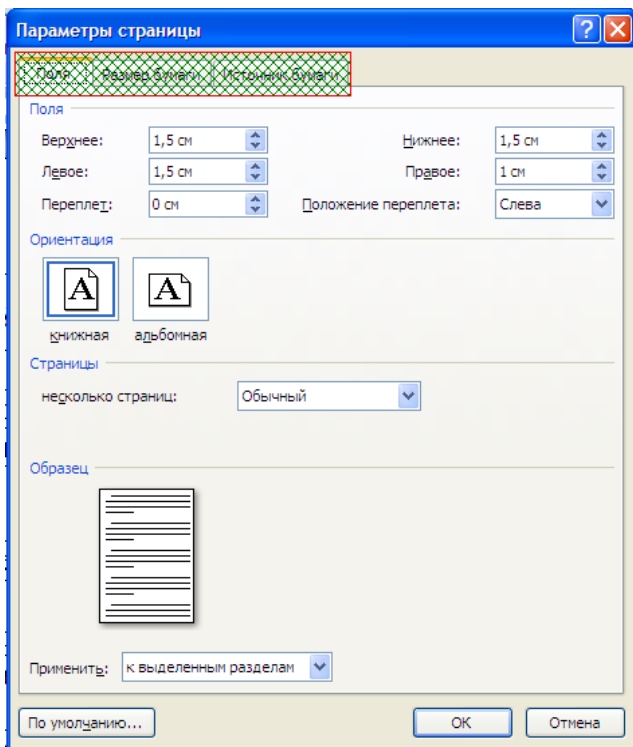 Параметры страницы
Поля Размер бумаги Источник бумаги
Поля
Верхнее: 1,5 см Нижнее: 1,5 см
Левое: 1,5 см Правое: 1 см
Переплет: 0 см Положение переплета: Слева
Ориентация
A A
книжная альбомная
Страницы
несколько страниц: Обычный
Образец
Применить: к выделенным разделам
По умолчанию... ОК Отмена